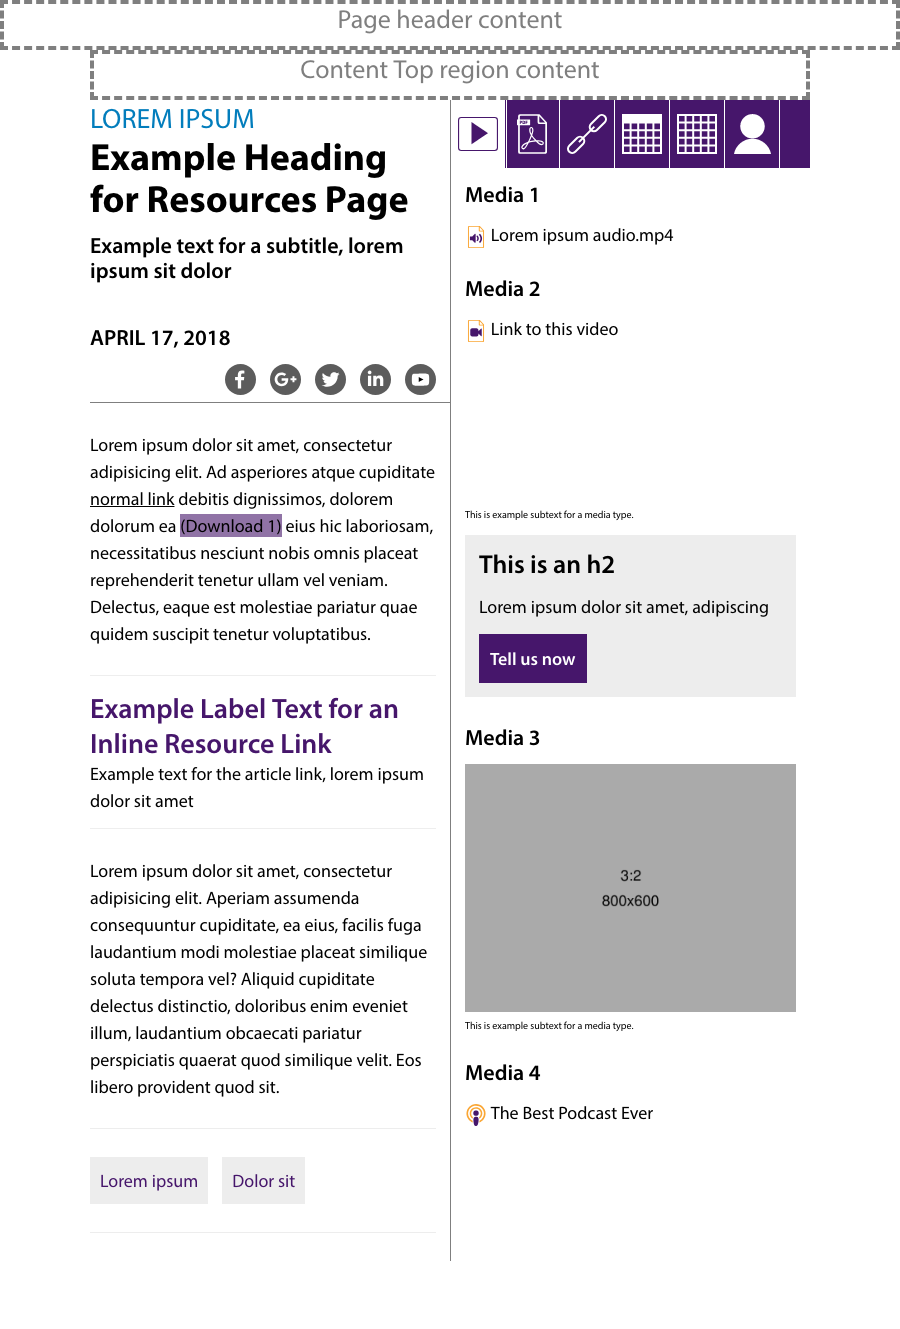 Page header content
Content Top region content
LOREM IPSUM
Example Heading
for Resources Page
Example text for a subtitle, lorem
ipsum sit dolor
APRIL 17, 2018
Lorem ipsum dolor sit amet, consectetur
adipisicing elit. Ad asperiores atque cupiditate
normal link debitis dignissimos, dolorem
dolorum ea (Download 1) eius hic laboriosam,
necessitatibus nesciunt nobis omnis placeat
reprehenderit tenetur ullam vel veniam.
Delectus, eaque est molestiae pariatur quae
quidem suscipit tenetur voluptatibus.
Example Label Text for an
Inline Resource Link
Example text for the article link, lorem ipsum
dolor sit amet
Lorem ipsum dolor sit amet, consectetur
adipisicing elit. Aperiam assumenda
consequuntur cupiditate, ea eius, facilis fuga
laudantium modi molestiae placeat similique
soluta tempora vel? Aliquid cupiditate
delectus distinctio, doloribus enim eveniet
illum, laudantium obcaecati pariatur
perspiciatis quaerat quod similique velit. Eos
libero provident quod sit.
Lorem ipsum
Dolor sit
PDF
Media 1
Lorem ipsum audio.mp4
Media 2
Link to this video
This is example subtext for a media type.
This is an h2
Lorem ipsum dolor sit amet, adipiscing
Tell us now
Media 3
3:2
800x600
This is example subtext for a media type.
Media 4
The Best Podcast Ever